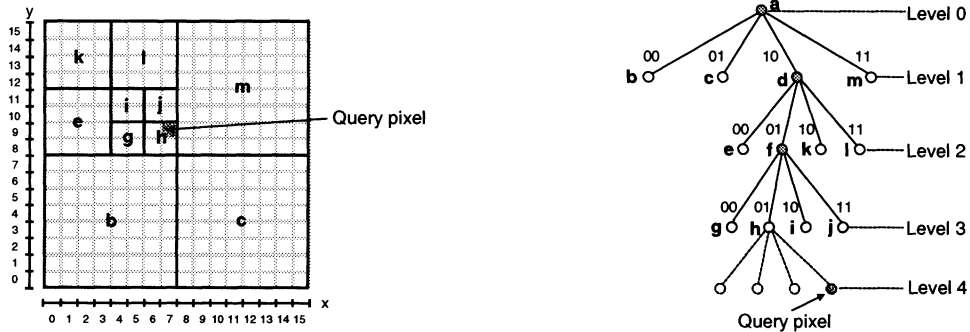 y
15
14
13
12
11
10
9
8
7
6
5
4
3
2
1
0
k l
m
i j
e
g h
Query pixel
b c
x
0 1 2 3 4 5 6 7 8 9 10 11 12 13 14 15
a Level 0
00 01 10 11
b c d m Level 1
00 01 10 11
e f k l Level 2
00 01 10 11
g h i j Level 3
Level 4
Query pixel